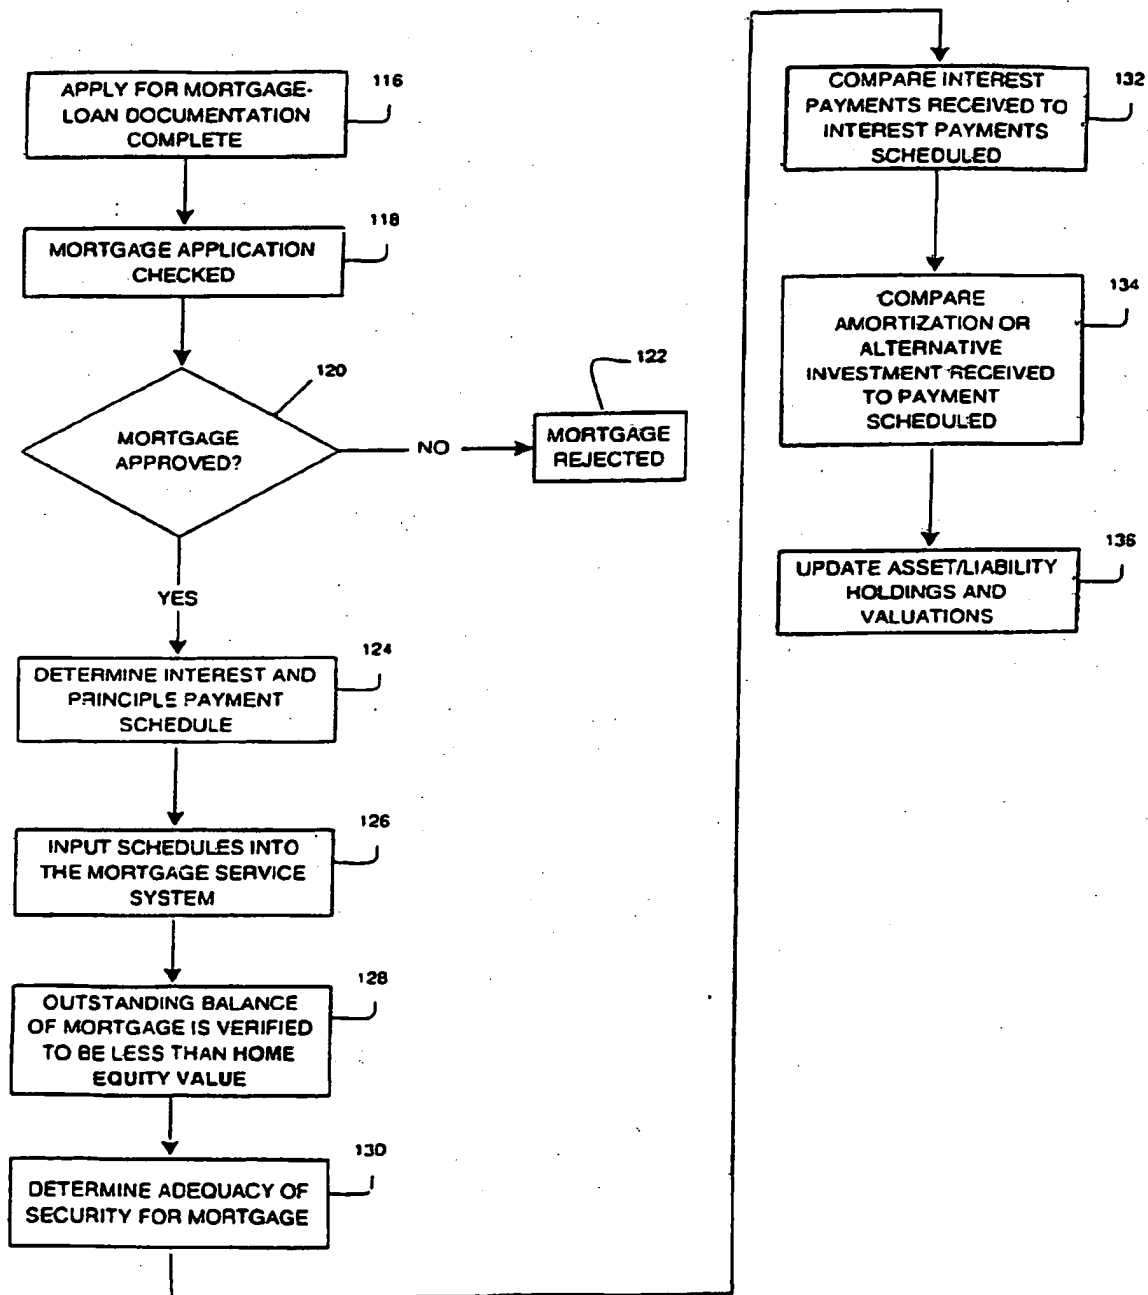 APPLY FOR MORTGAGE-
LOAN DOCUMENTATION
COMPLETE
116
MORTGAGE APPLICATION
CHECKED
118
MORTGAGE
APPROVED?
120
NO
MORTGAGE
REJECTED
122
YES
DETERMINE INTEREST AND
PRINCIPLE PAYMENT
SCHEDULE
124
INPUT SCHEDULES INTO
THE MORTGAGE SERVICE
SYSTEM
126
OUTSTANDING BALANCE
OF MORTGAGE IS VERIFIED
TO BE LESS THAN HOME
EQUITY VALUE
128
DETERMINE ADEQUACY OF
SECURITY FOR MORTGAGE
130
COMPARE INTEREST
PAYMENTS RECEIVED TO
INTEREST PAYMENTS
SCHEDULED
132
COMPARE
AMORTIZATION OR
ALTERNATIVE
INVESTMENT RECEIVED
TO PAYMENT
SCHEDULED
134
UPDATE ASSET/LIABILITY
HOLDINGS AND
VALUATIONS
136